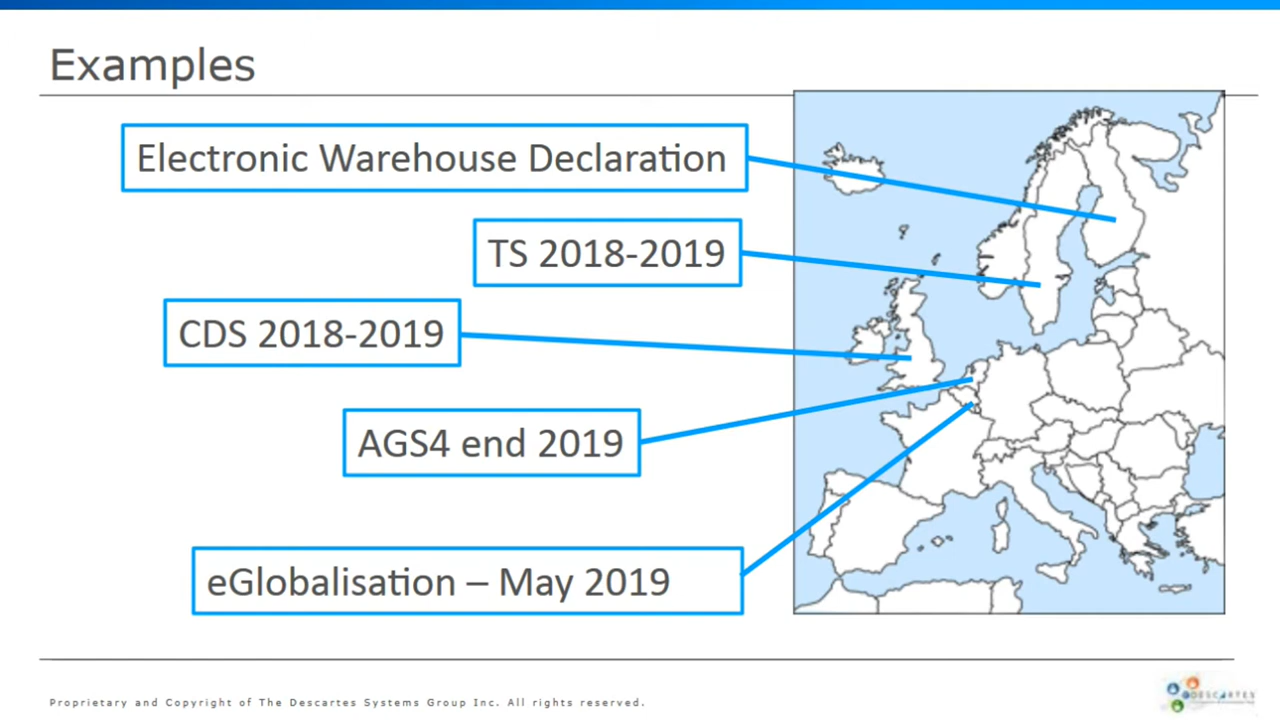 Examples
Electronic Warehouse Declaration
TS 2018-2019
CDS 2018-2019
AGS4 end 2019
eGlobalisation – May 2019
Proprietary and Copyright of The Descartes Systems Group Inc. All rights reserved.
DESCARTES